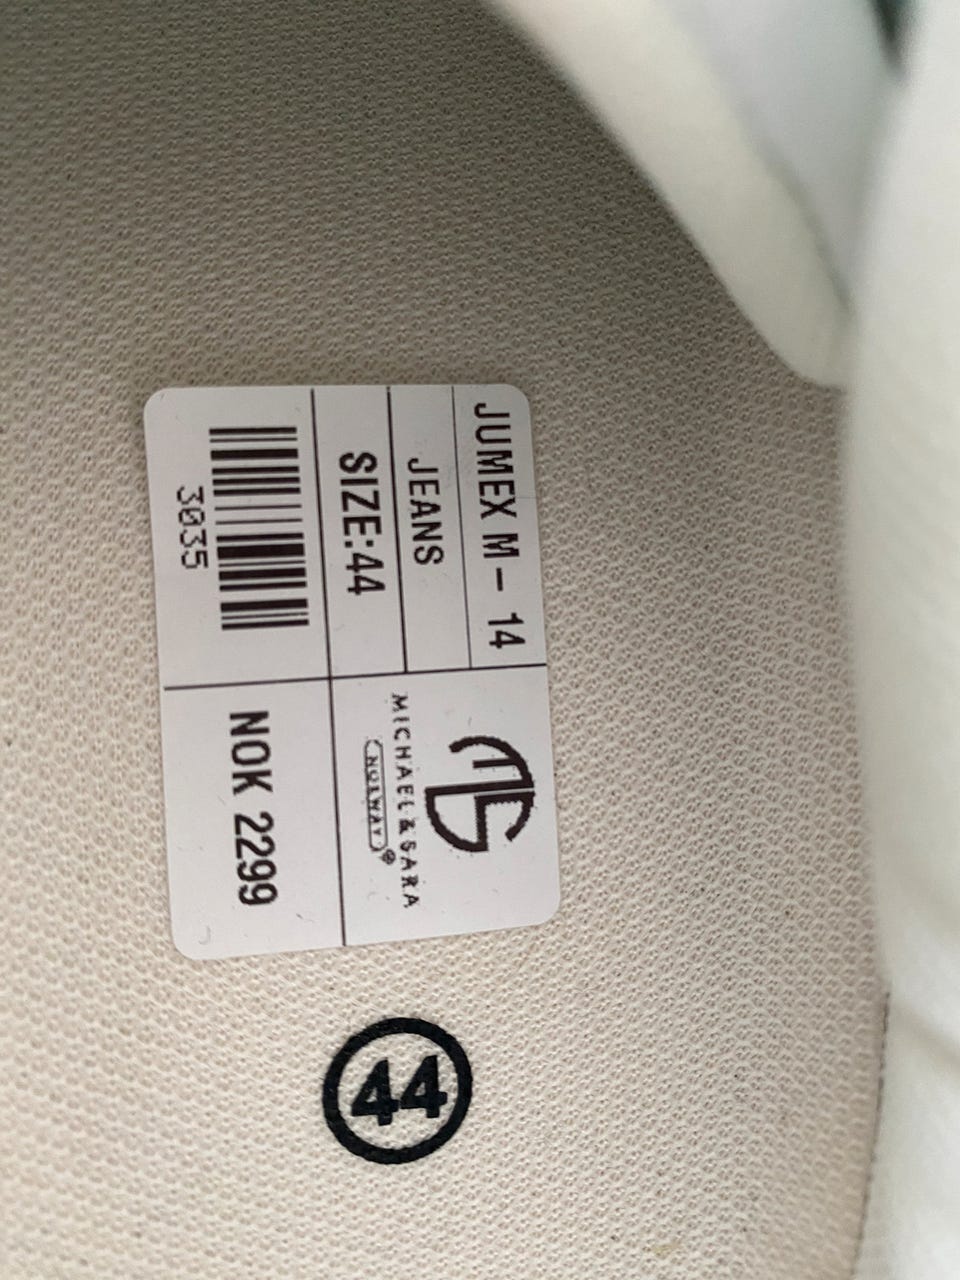 JUMEX M - 14
JEANS
SIZE:44
3035
MICHAEL & SARA
NORWAY
NOK 2299
44